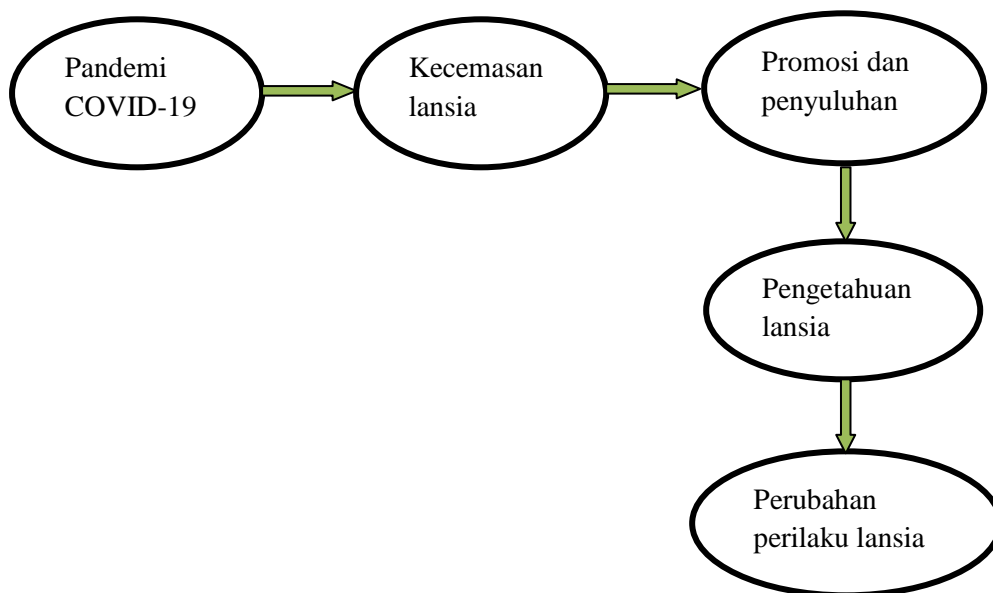 Pandemi
COVID-19
Kecemasan
lansia
Promosi dan
penyuluhan
Pengetahuan
lansia
Perubahan
perilaku lansia